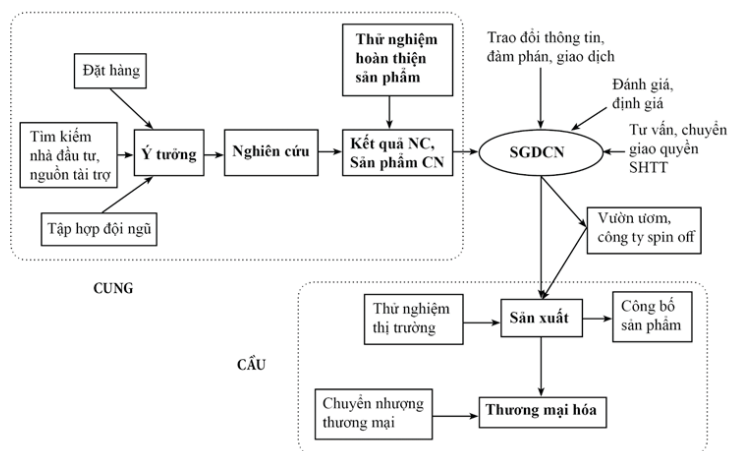 Thử nghiệm
hoàn thiện
sản phẩm
Trao đổi thông tin,
đàm phán, giao dịch
Đặt hàng
Đánh giá,
định giá
Tìm kiếm
nhà đầu tư,
nguồn tài trợ
Ý tưởng
Nghiên cứu
Kết quả NC,
Sản phẩm CN
SGDCN
Tư vấn, chuyển
giao quyền
SHTT
Tập hợp đội ngũ
Vườn ươm,
công ty spin off
CUNG
Thử nghiệm
thị trường
Sản xuất
Công bố
sản phẩm
CẦU
Chuyển nhượng
thương mại
Thương mại hóa